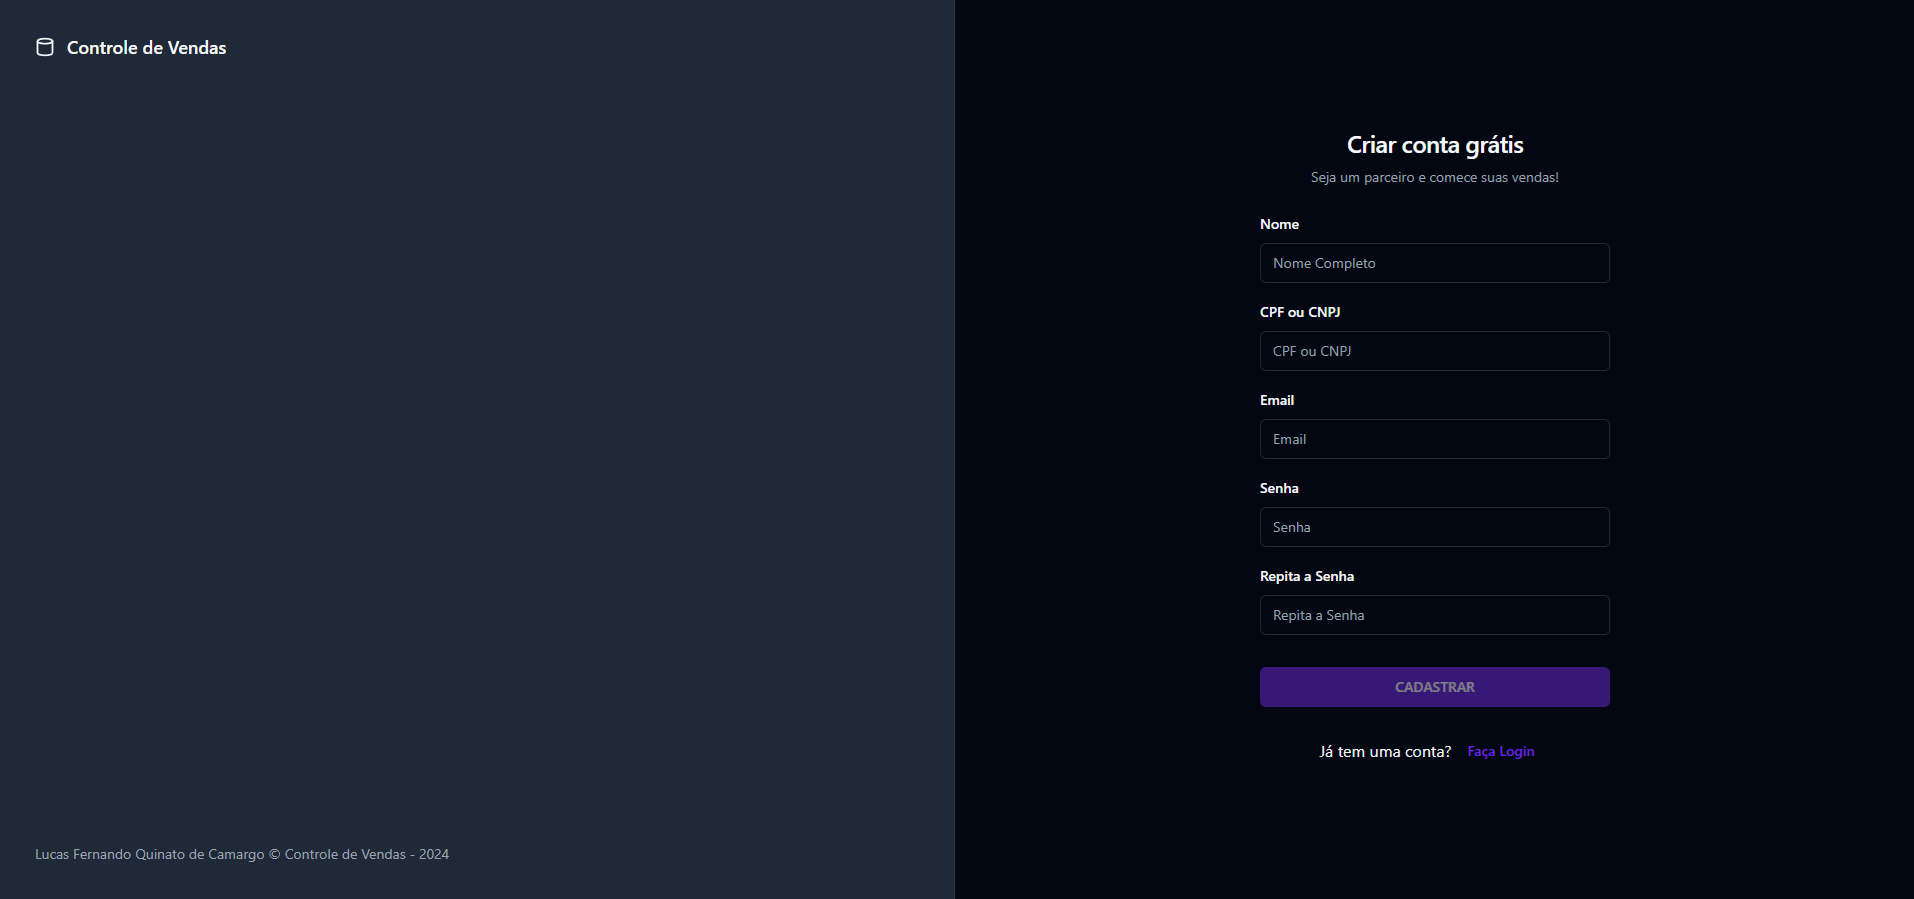 Controle de Vendas
Criar conta grátis
Seja um parceiro e comece suas vendas!
Nome
Nome Completo
CPF ou CNPJ
CPF ou CNPJ
Email
Email
Senha
Senha
Repita a Senha
Repita a Senha
CADASTRAR
Já tem uma conta? Faça Login
Lucas Fernando Quinato de Camargo © Controle de Vendas - 2024